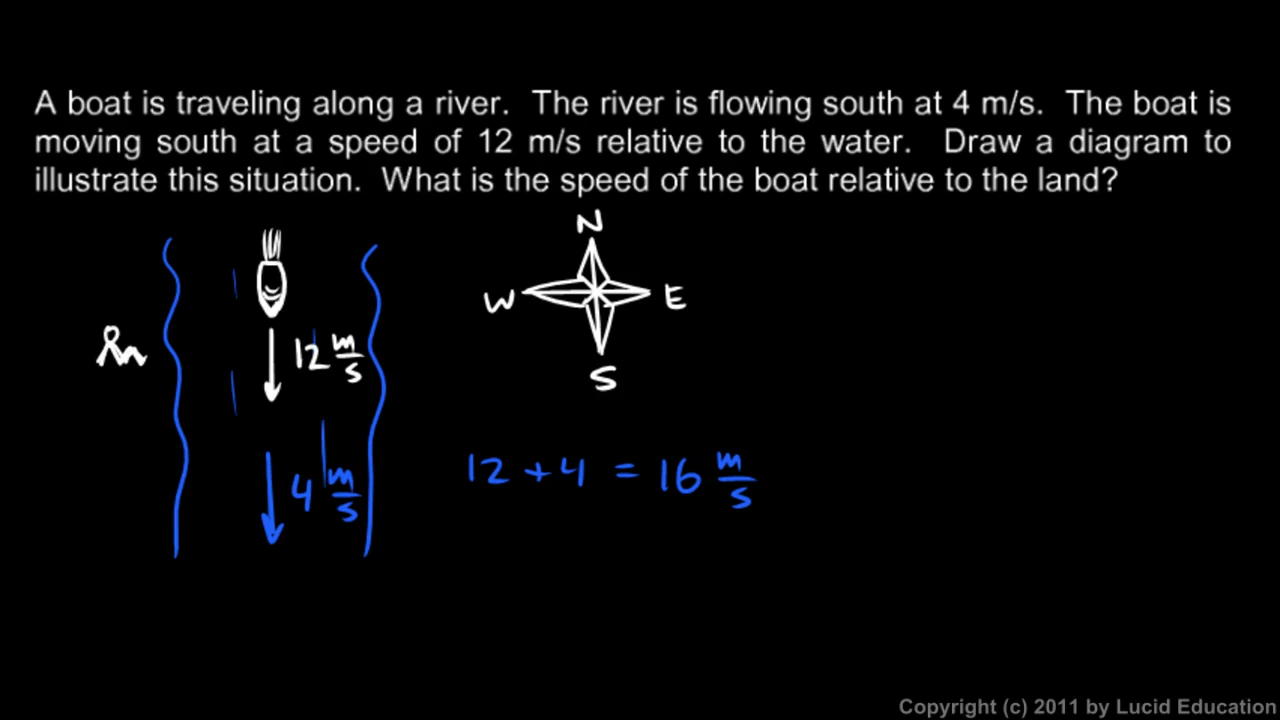 A boat is traveling along a river. The river is flowing south at 4 m/s. The boat is
moving south at a speed of 12 m/s relative to the water. Draw a diagram to
illustrate this situation. What is the speed of the boat relative to the land?
N
W E
S
12 m/s
4 m/s
12 + 4 = 16 m/s
Copyright (c) 2011 by Lucid Education